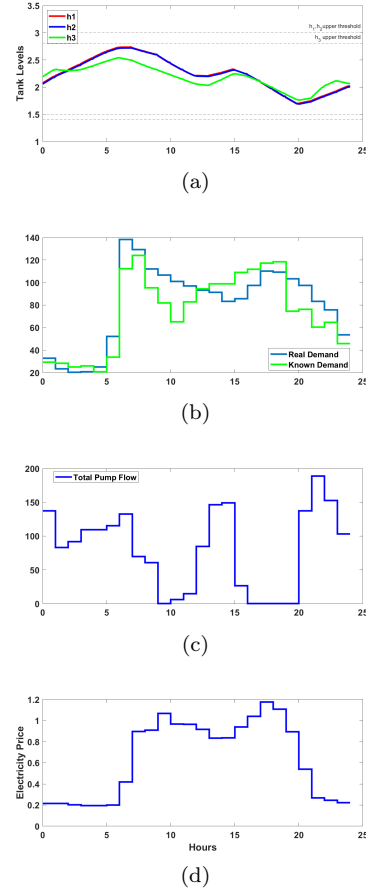 3.5
3
2.5
2
1.5
1
Tank Levels
h1
h2
h3
h1,h2 upper threshold
h3 upper threshold
0 5 10 15 20 25
(a)
140
120
100
80
60
40
20
Real Demand
Known Demand
0 5 10 15 20 25
(b)
200
150
100
50
0
Total Pump Flow
0 5 10 15 20 25
(c)
1.2
1
0.8
0.6
0.4
0.2
0
Electricity Price
0 5 10 15 20 25
Hours
(d)